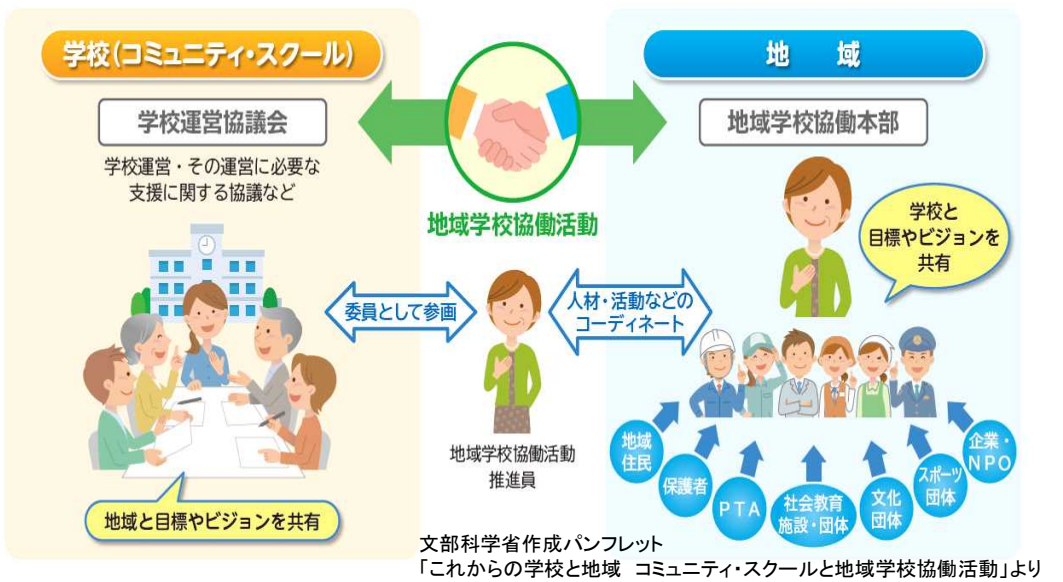 学校(コミュニティ・スクール)
学校運営協議会
学校運営・その運営に必要な
支援に関する協議など
地域と目標やビジョンを共有
地域学校協働活動
委員として参画
人材・活動などの
コーディネート
地域学校協働活動
推進員
地　域
地域学校協働本部
学校と
目標やビジョンを
共有
地域
住民
保護者
ＰＴＡ
社会教育
施設・団体
文化
団体
スポーツ
団体
企業・
ＮＰＯ
文部科学省作成パンフレット
「これからの学校と地域　コミュニティ・スクールと地域学校協働活動」より